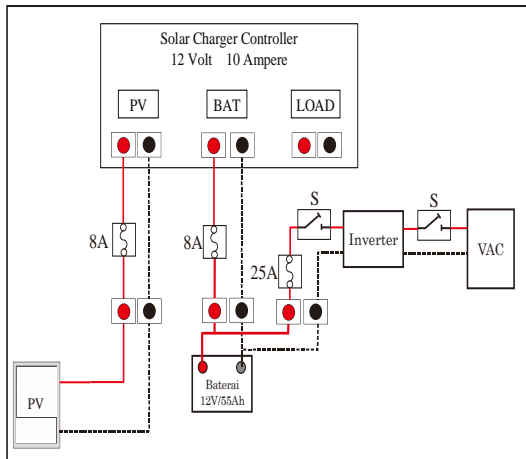 Solar Charger Controller
12 Volt 10 Ampere
PV
BAT
LOAD
8A
8A
25A
S
S
Inverter
VAC
PV
Baterai
12V/55Ah